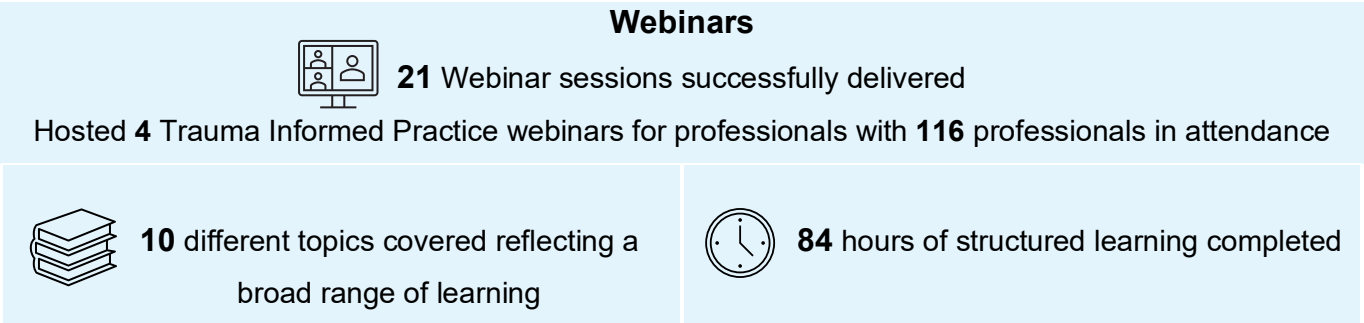 Webinars
21 Webinar sessions successfully delivered
Hosted 4 Trauma Informed Practice webinars for professionals with 116 professionals in attendance
10 different topics covered reflecting a
broad range of learning
84 hours of structured learning completed